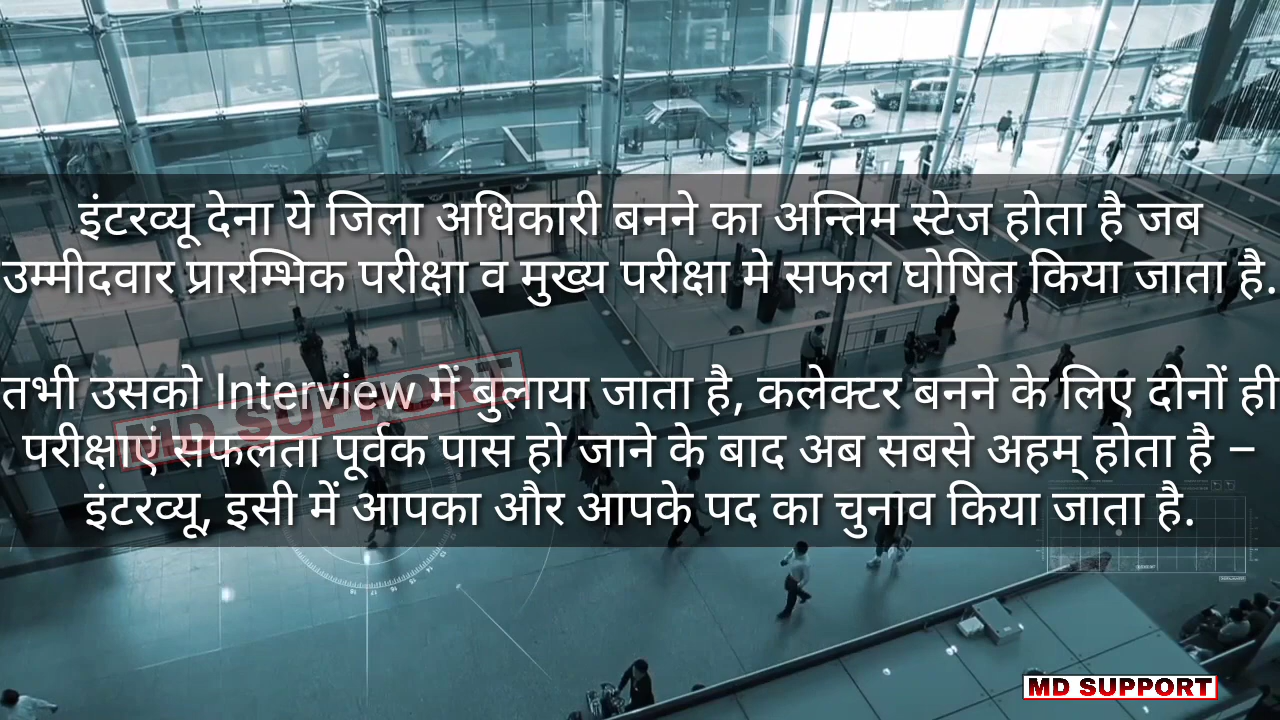 इंटरव्यू देना ये जिला अधिकारी बनने का अन्तिम स्टेज होता है जब
उम्मीदवार प्रारम्भिक परीक्षा व मुख्य परीक्षा मे सफल घोषित किया जाता है.
तभी उसको Interview में बुलाया जाता है, कलेक्टर बनने के लिए दोनों ही
परीक्षाएं सफलता पूर्वक पास हो जाने के बाद अब सबसे अहम् होता है –
इंटरव्यू, इसी में आपका और आपके पद का चुनाव किया जाता है.
MD SUPPORT
MD SUPPORT